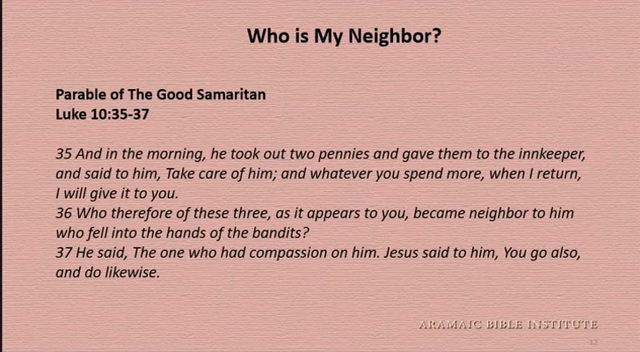 Who is My Neighbor?
Parable of The Good Samaritan
Luke 10:35-37
35 And in the morning, he took out two pennies and gave them to the innkeeper,
and said to him, Take care of him; and whatever you spend more, when I return,
I will give it to you.
36 Who therefore of these three, as it appears to you, became neighbor to him
who fell into the hands of the bandits?
37 He said, The one who had compassion on him. Jesus said to him, You go also,
and do likewise.
ARAMAIC BIBLE INSTITUTE